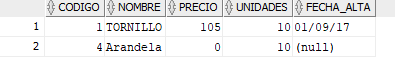 CODIGO NOMBRE PRECIO UNIDADES FECHA_ALTA
1 1 TORNILLO 105 10 01/09/17
2 4 Arandela 0 10 (null)